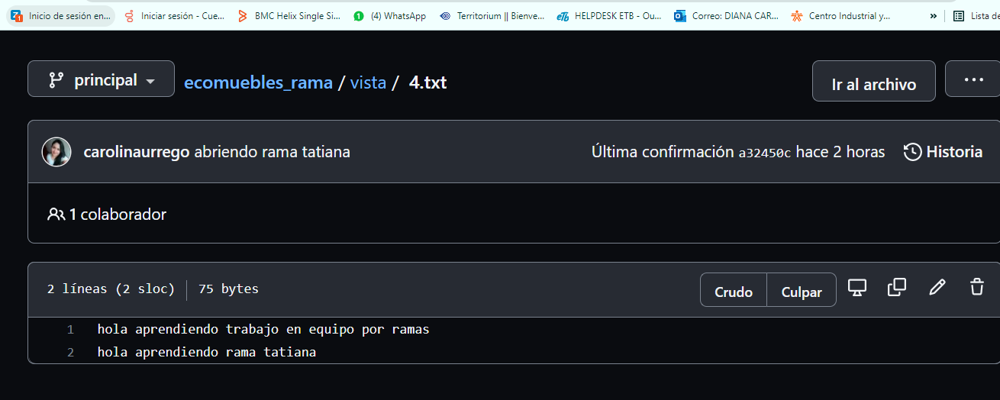 Inicio de sesión en...
Iniciar sesión - Cue...
BMC Helix Single Si...
(4) WhatsApp
Territorium || Bienve...
HELPDESK ETB - Ou...
Correo: DIANA CAR...
Centro Industrial y...
»
Lista de
principal
ecomuebles_rama / vista / 4.txt
Ir al archivo
...
carolinaurrego abriendo rama tatiana
Última confirmación a32450c hace 2 horas
Historia
1 colaborador
2 líneas (2 sloc) 75 bytes
Crudo
Culpar
1 hola aprendiendo trabajo en equipo por ramas
2 hola aprendiendo rama tatiana